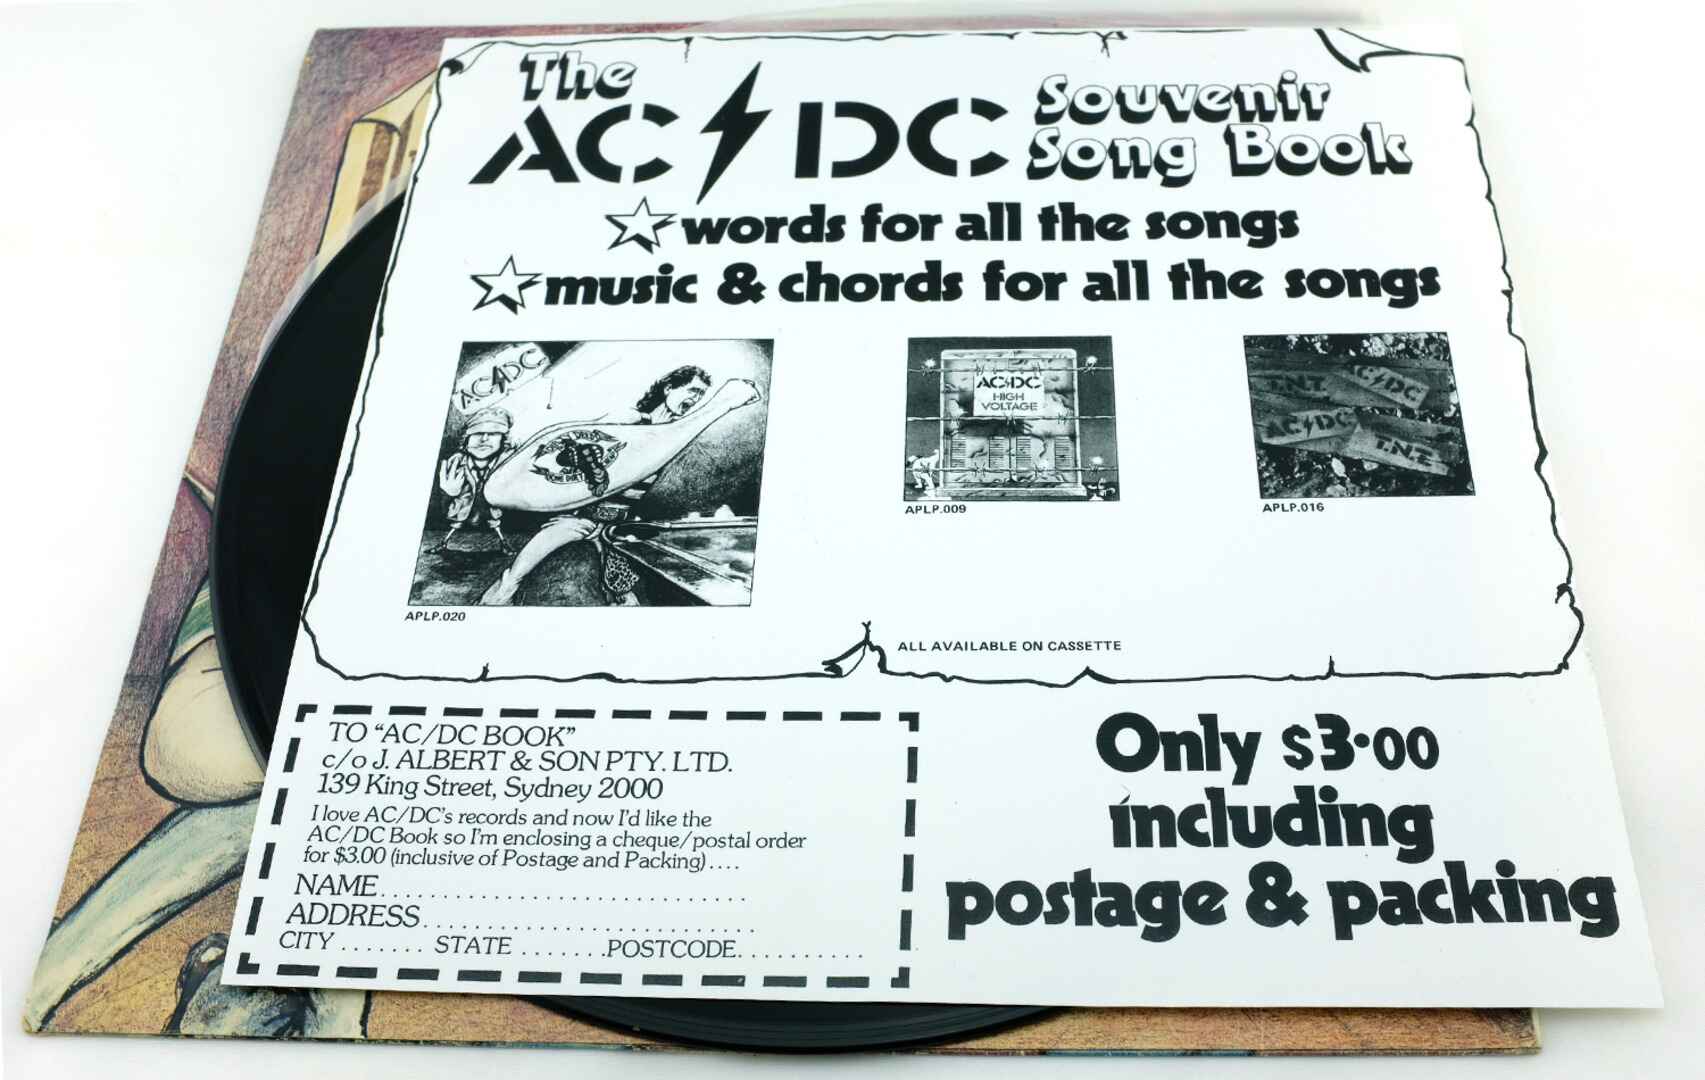 The
AC/DC
Souvenir
Song Book
words for all the songs
music & chords for all the songs
AC/DC
APLP.020
AC/DC
HIGH
VOLTAGE
APLP.009
T.N.T.
AC/DC
AC/DC
T.N.T.
APLP.016
ALL AVAILABLE ON CASSETTE
TO “AC/DC BOOK”
c/o J. ALBERT & SON PTY. LTD.
139 King Street, Sydney 2000
I love AC/DC’s records and now I’d like the
AC/DC Book so I’m enclosing a cheque/postal order
for $3.00 (inclusive of Postage and Packing) . . . .
NAME. . . . . . . . . . . . . . . . . . . . . . . . . . . . .
ADDRESS . . . . . . . . . . . . . . . . . . . . . . . . . .
CITY . . . . . . . STATE . . . . . . . POSTCODE. . . . . . . . . . .
Only $3·00
including
postage & packing